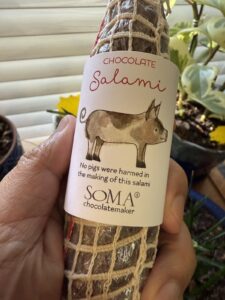 CHOCOLATE
Salami
No pigs were harmed in
the making of this salami
SOMA®
chocolatemaker